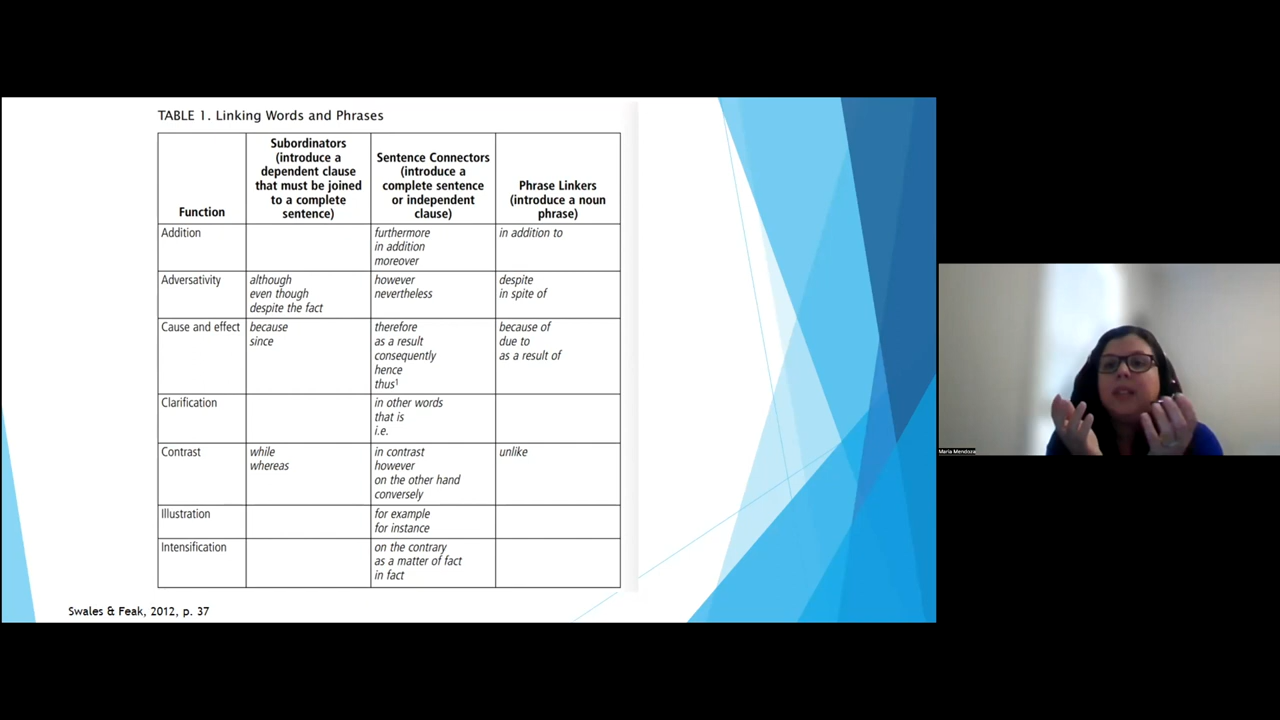 TABLE 1. Linking Words and Phrases
Function
Subordinators
(introduce a
dependent clause
that must be joined
to a complete
sentence)
Sentence Connectors
(introduce a
complete sentence
or independent
clause)
Phrase Linkers
(introduce a noun
phrase)
Addition
furthermore
in addition
moreover
in addition to
Adversativity
although
even though
despite the fact
however
nevertheless
despite
in spite of
Cause and effect
because
since
therefore
as a result
consequently
hence
thus¹
because of
due to
as a result of
Clarification
in other words
that is
i.e.
Contrast
while
whereas
in contrast
however
on the other hand
conversely
unlike
Illustration
for example
for instance
Intensification
on the contrary
as a matter of fact
in fact
Swales & Feak, 2012, p. 37
Maria Mendoza